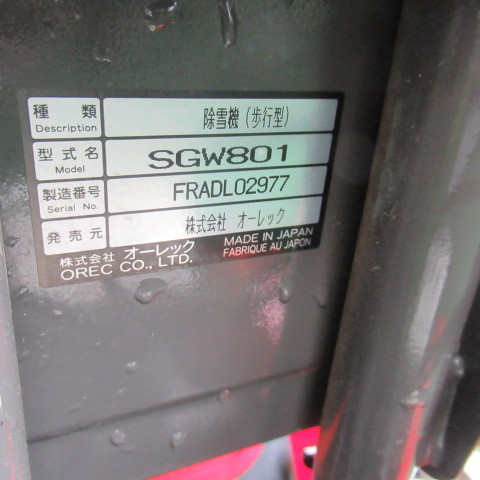 種類 除雪機(歩行型)
Description
型式名 SGW801
Model
製造番号 FRADL02977
Serial No.
発売元 株式会社 オーレック
株式会社 オーレック MADE IN JAPAN
OREC CO., LTD. FABRIQUE AU JAPON